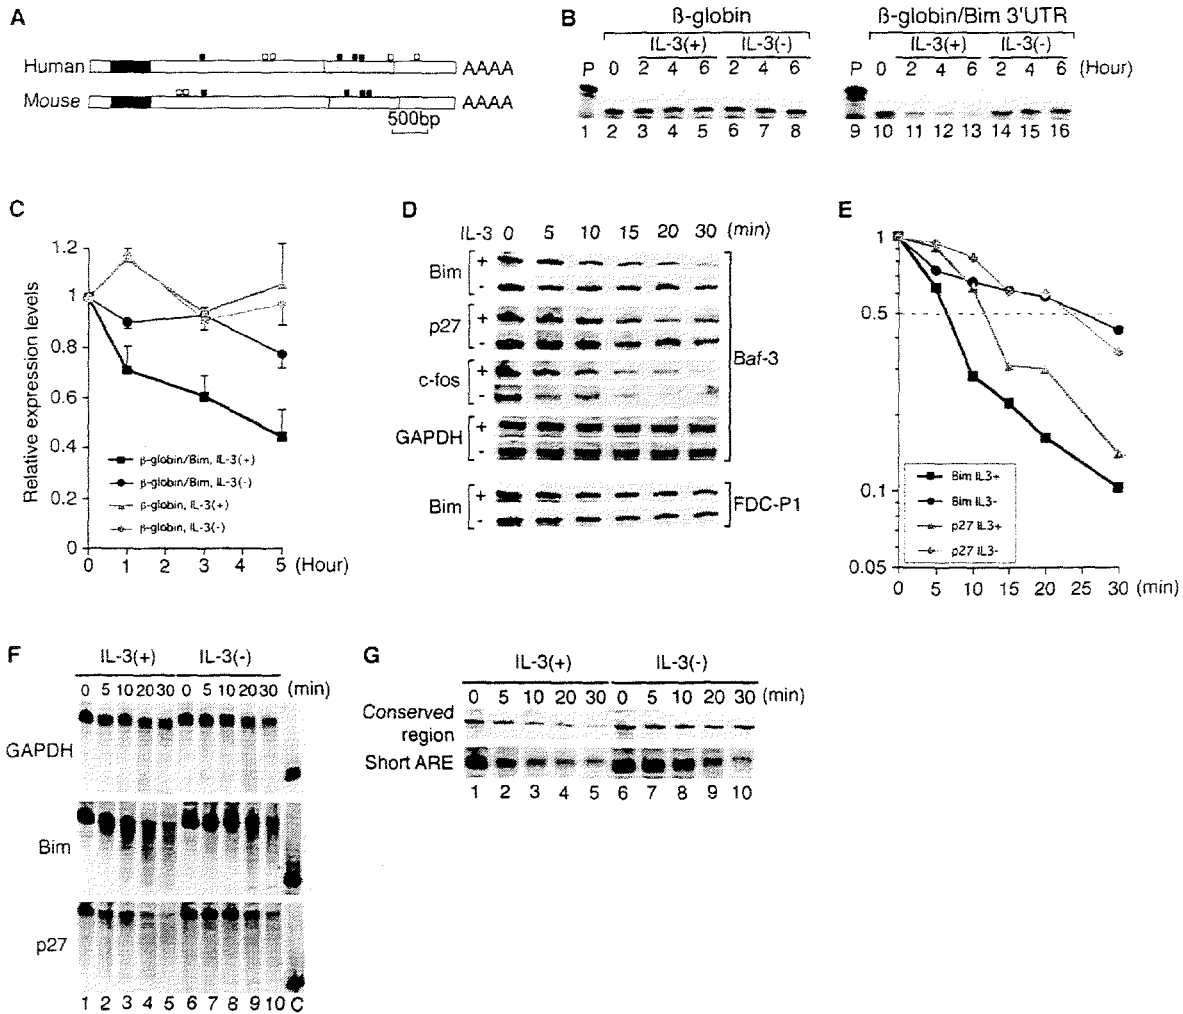 A
Human AAAA
Mouse AAAA
500bp
B
ß-globin ß-globin/Bim 3'UTR
IL-3(+) IL-3(-) IL-3(+) IL-3(-)
P 0 2 4 6 2 4 6 P 0 2 4 6 2 4 6 (Hour)
1 2 3 4 5 6 7 8 9 10 11 12 13 14 15 16
C
Relative expression levels
1.2
1
0.8
0.6
0.4
0.2
0
β-globin/Bim, IL-3(+)
β-globin/Bim, IL-3(-)
β-globin, IL-3(+)
β-globin, IL-3(-)
0 1 2 3 4 5 (Hour)
D
IL-3 0 5 10 15 20 30 (min)
Bim + -
p27 + -
c-fos + -
GAPDH + -
Baf-3
Bim + -
FDC-P1
E
1
0.5
0.1
0.05
Bim IL3+
Bim IL3-
p27 IL3+
p27 IL3-
0 5 10 15 20 25 30 (min)
F
IL-3(+) IL-3(-)
0 5 10 20 30 0 5 10 20 30 (min)
GAPDH
Bim
p27
1 2 3 4 5 6 7 8 9 10 C
G
IL-3(+) IL-3(-)
0 5 10 20 30 0 5 10 20 30 (min)
Conserved
region
Short ARE
1 2 3 4 5 6 7 8 9 10